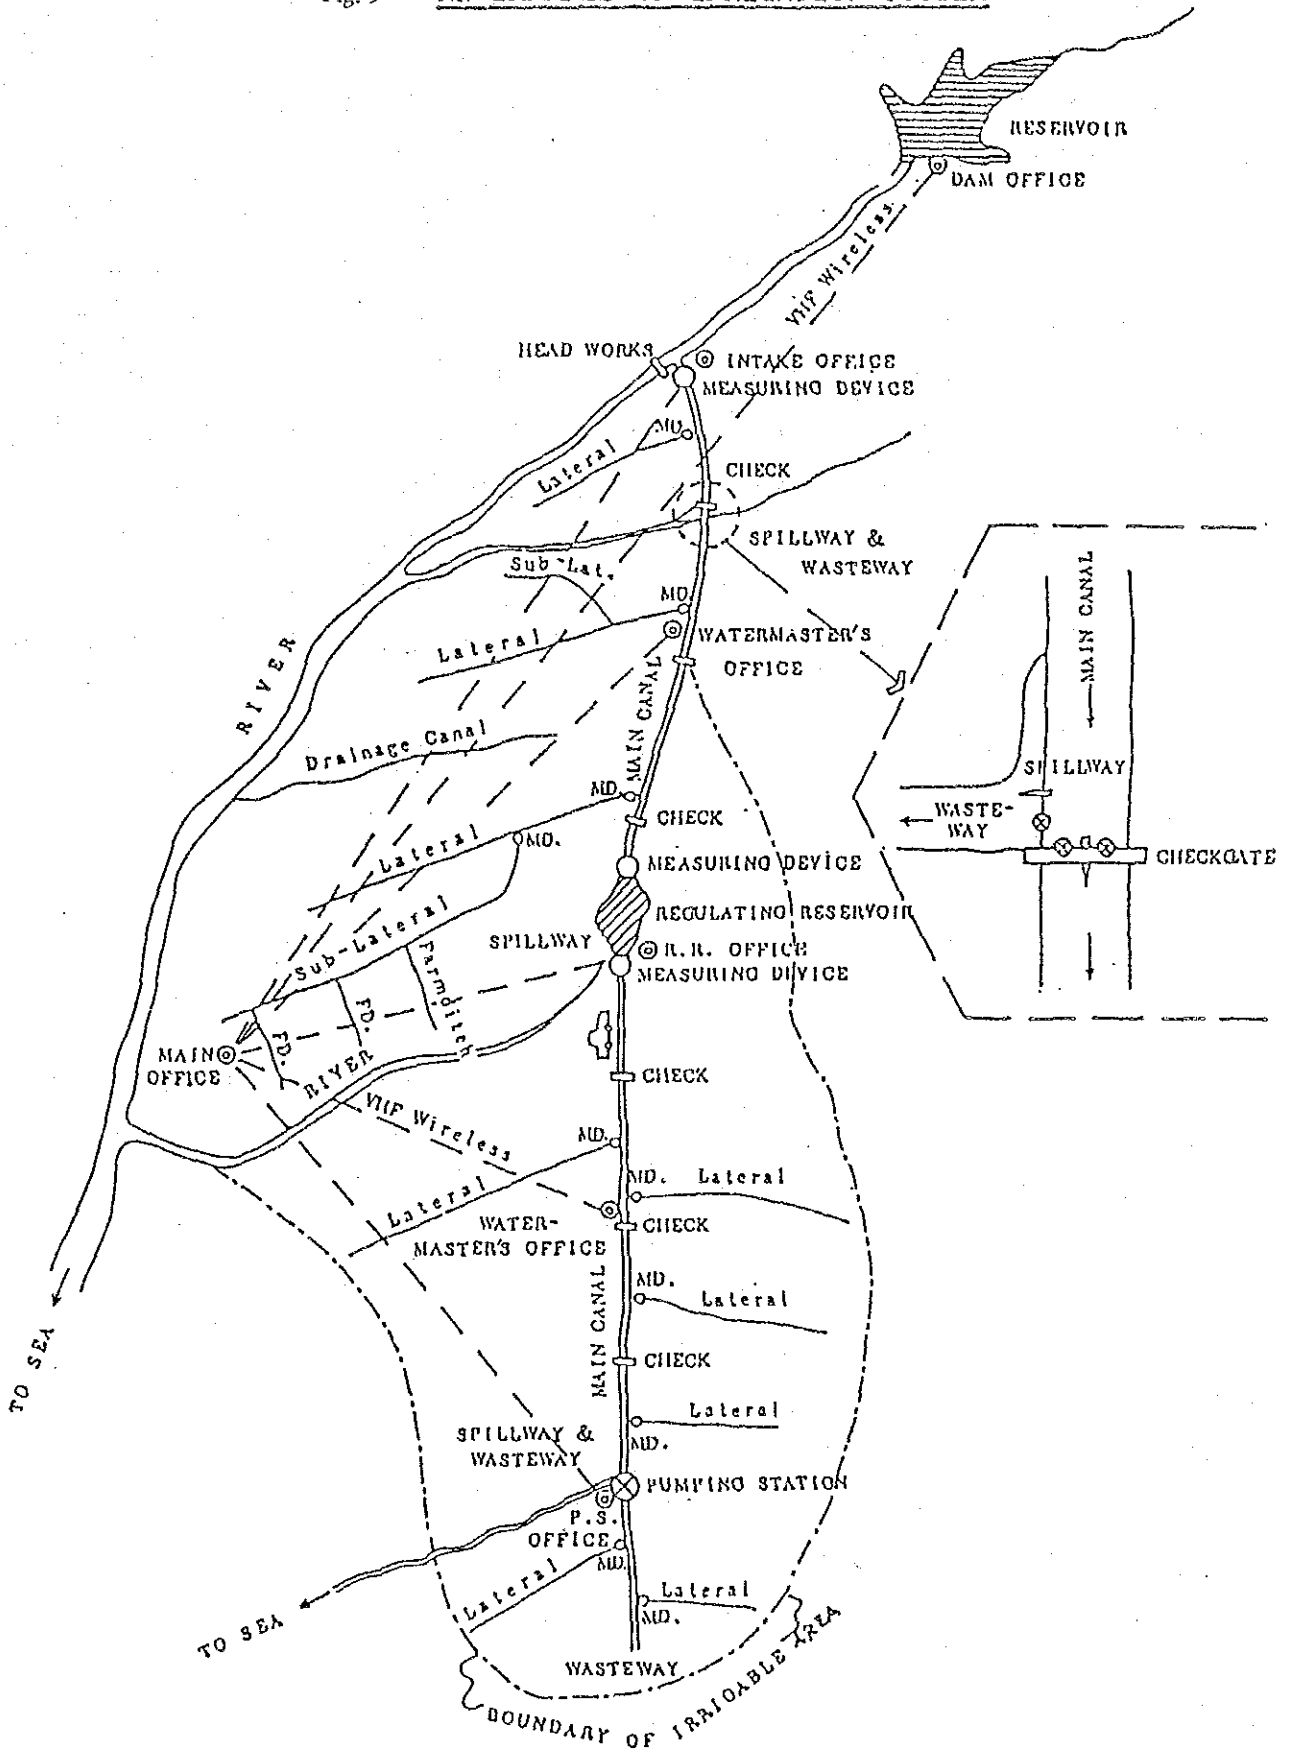 RESERVOIR
DAM OFFICE
VHF Wireless
HEAD WORKS
INTAKE OFFICE
MEASURING DEVICE
MD.
Lateral
CHECK
SPILLWAY &
WASTEWAY
Sub-Lat.
MD.
Lateral
WATERMASTER'S
OFFICE
RIVER
MAIN CANAL
Drainage Canal
MD.
CHECK
Lateral
MD.
MEASURING DEVICE
REGULATING RESERVOIR
Sub-Lateral
SPILLWAY
R.R. OFFICE
MEASURING DEVICE
Farmditch
FD.
FD.
MAIN
OFFICE
RIVER
CHECK
VHF Wireless
MD.
MD. Lateral
Lateral
WATER-
MASTER'S OFFICE
CHECK
MD.
Lateral
MAIN CANAL
CHECK
TO SEA
Lateral
MD.
SPILLWAY &
WASTEWAY
PUMPING STATION
P.S.
OFFICE
MD.
Lateral
Lateral
MD.
TO SEA
WASTEWAY
BOUNDARY OF IRRIGABLE AREA
MAIN CANAL
SPILLWAY
WASTE-
WAY
CHECKGATE